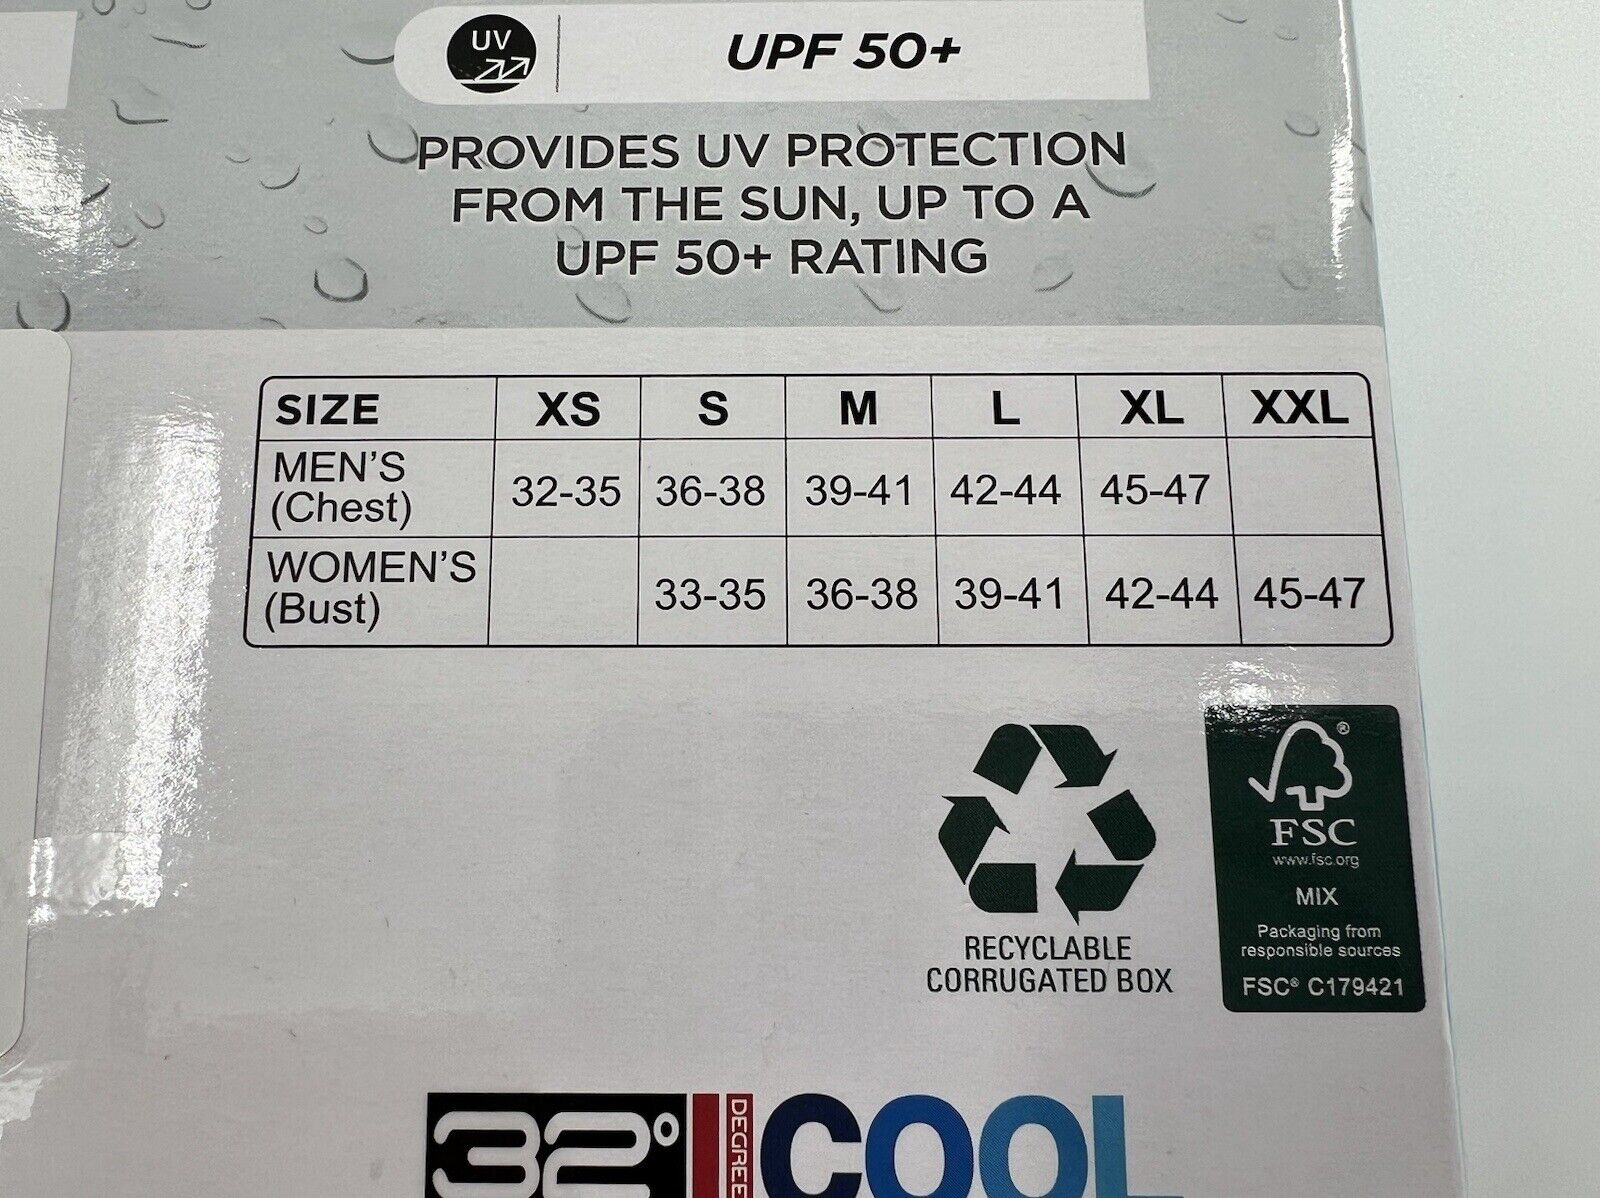 UV
UPF 50+
PROVIDES UV PROTECTION
FROM THE SUN, UP TO A
UPF 50+ RATING
SIZE XS S M L XL XXL
MEN'S
(Chest) 32-35 36-38 39-41 42-44 45-47
WOMEN'S
(Bust) 33-35 36-38 39-41 42-44 45-47
RECYCLABLE
CORRUGATED BOX
®
FSC
www.fsc.org
MIX
Packaging from
responsible sources
FSC® C179421
32° DEGREE COOL